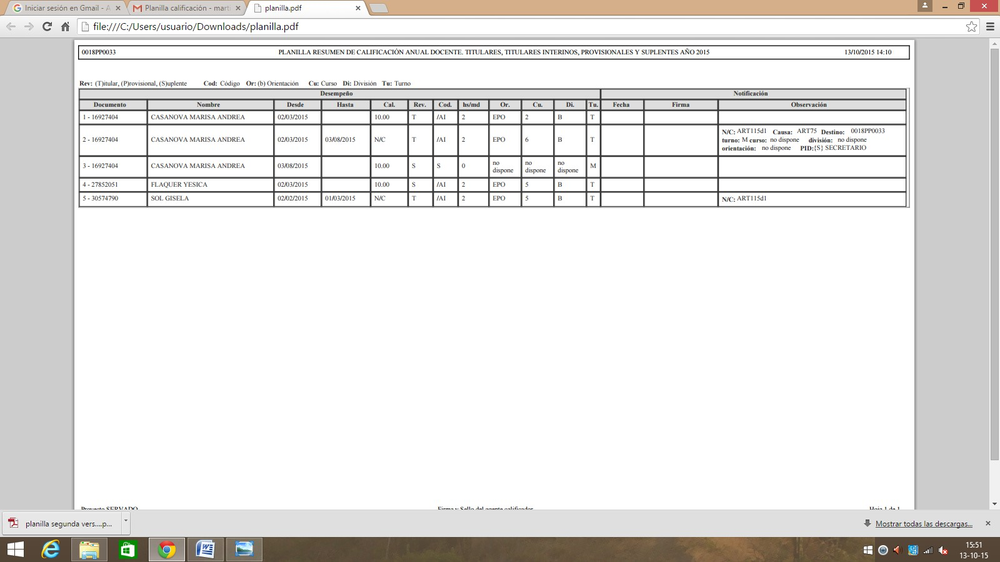 Iniciar sesión en Gmail - A
Planilla calificación - mart
planilla.pdf
file:///C:/Users/usuario/Downloads/planilla.pdf
0018PP0033 PLANILLA RESUMEN DE CALIFICACIÓN ANUAL DOCENTE. TITULARES, TITULARES INTERINOS, PROVISIONALES Y SUPLENTES AÑO 2015 13/10/2015 14:10
Rev: (T)itular, (P)rovisional, (S)uplente Cod: Código Or: (b) Orientación Cu: Curso Di: División Tu: Turno
Desempeño Notificación
Documento Nombre Desde Hasta Cal. Rev. Cod. hs/md Or. Cu. Di. Tu. Fecha Firma Observación
1 - 16927404 CASANOVA MARISA ANDREA 02/03/2015 10.00 T /AI 2 EPO 2 B T
2 - 16927404 CASANOVA MARISA ANDREA 02/03/2015 03/08/2015 N/C T /AI 2 EPO 6 B T
N/C: ART115d1 Causa: ART75 Destino: 0018PP0033
turno: M curso: no dispone división: no dispone
orientación: no dispone PID:{S} SECRETARIO
3 - 16927404 CASANOVA MARISA ANDREA 03/08/2015 10.00 S S 0 no dispone no dispone no dispone M
4 - 27852051 FLAQUER YESICA 02/03/2015 10.00 S /AI 2 EPO 5 B T
5 - 30574790 SOL GISELA 02/02/2015 01/03/2015 N/C T /AI 2 EPO 5 B T N/C: ART115d1
Proyecto SERVADO Firma y Sello del agente calificador Hoja 1 de 1
planilla segunda vers....p...
Mostrar todas las descargas...
15:51
13-10-15